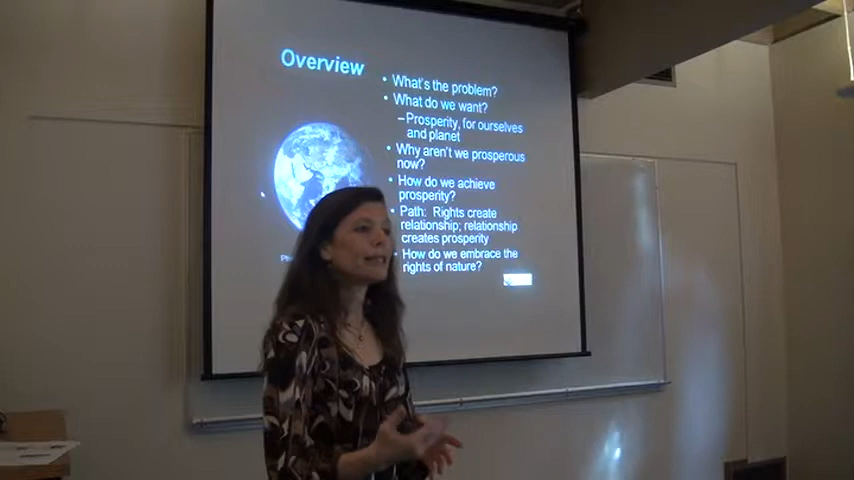 Overview
• What's the problem?
• What do we want?
–Prosperity, for ourselves
and planet
• Why aren't we prosperous
now?
• How do we achieve
prosperity?
• Path: Rights create
relationship; relationship
creates prosperity
• How do we embrace the
rights of nature?